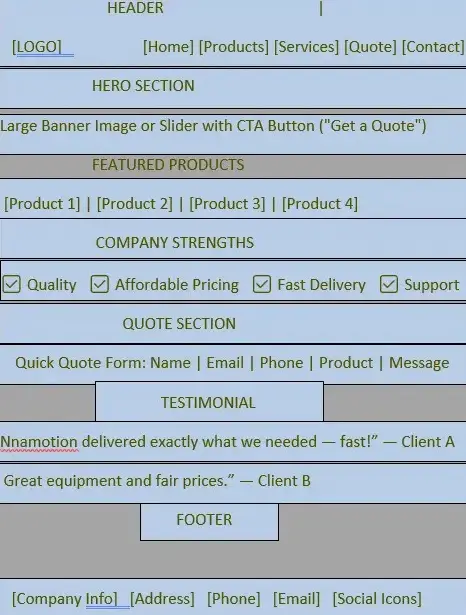 HEADER |
[LOGO] [Home] [Products] [Services] [Quote] [Contact]
HERO SECTION
Large Banner Image or Slider with CTA Button ("Get a Quote")
FEATURED PRODUCTS
[Product 1] | [Product 2] | [Product 3] | [Product 4]
COMPANY STRENGTHS
☑ Quality ☑ Affordable Pricing ☑ Fast Delivery ☑ Support
QUOTE SECTION
Quick Quote Form: Name | Email | Phone | Product | Message
TESTIMONIAL
Nnamotion delivered exactly what we needed — fast!” — Client A
Great equipment and fair prices.” — Client B
FOOTER
[Company Info] [Address] [Phone] [Email] [Social Icons]